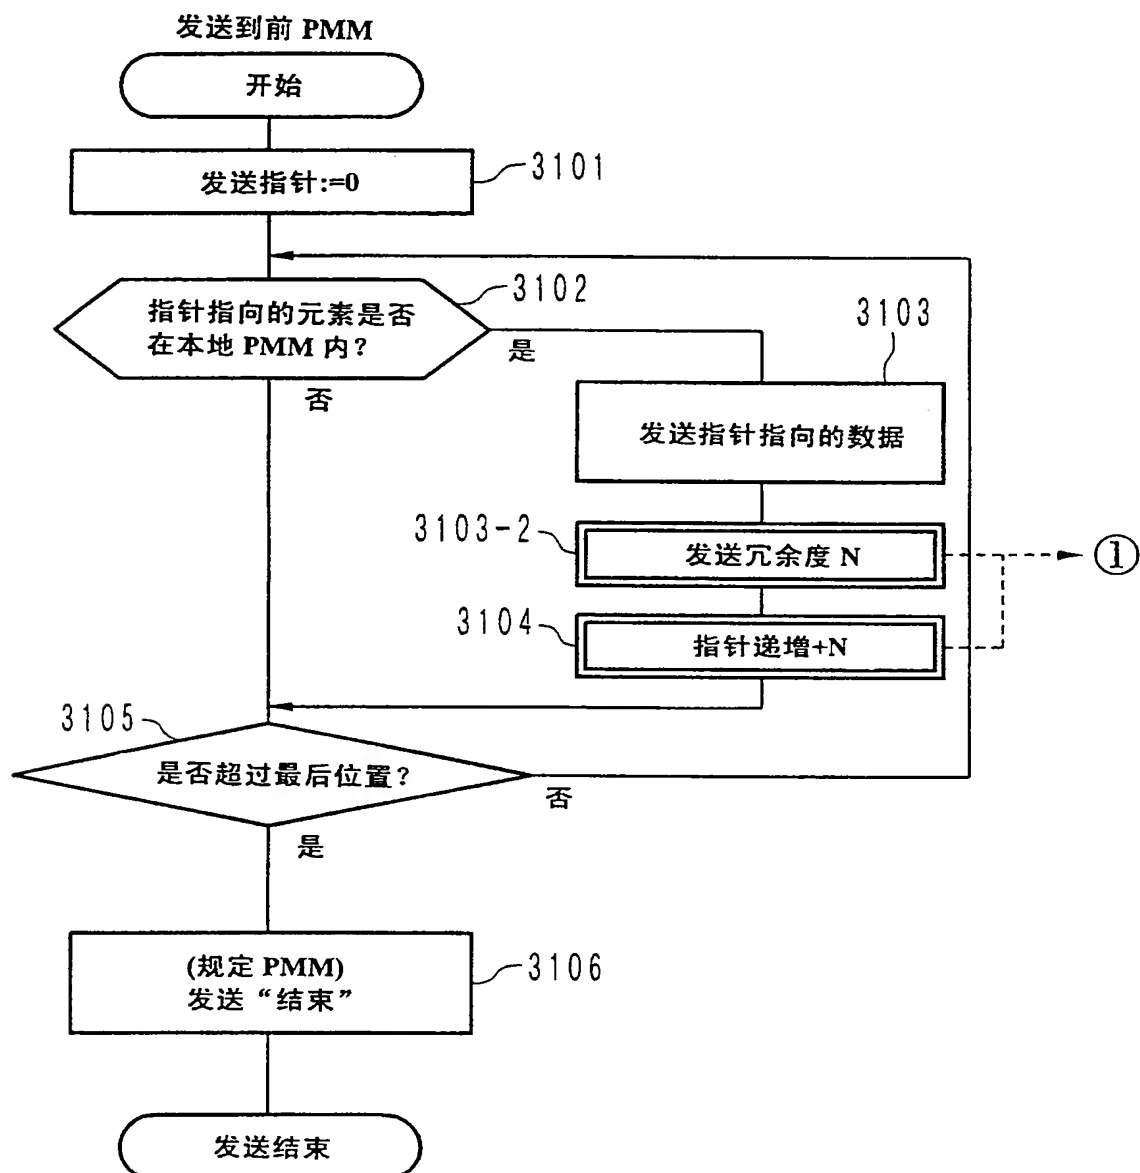 发送到前 PMM
开始
发送指针:=0
3101
指针指向的元素是否
在本地 PMM 内？
3102
是
否
3103
发送指针指向的数据
3103-2
发送冗余度 N
①
3104
指针递增+N
3105
是否超过最后位置？
否
是
(规定 PMM)
发送“结束”
3106
发送结束